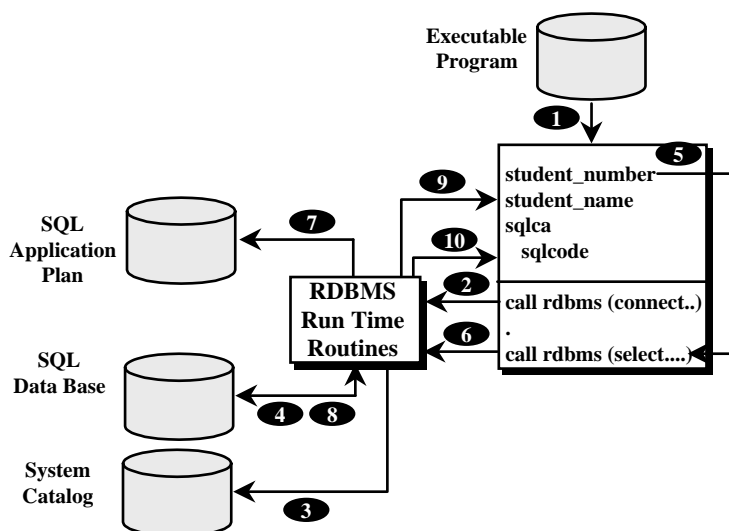 Executable
Program
1
5
student_number
student_name
sqlca
sqlcode
9
7
10
SQL
Application
Plan
RDBMS
Run Time
Routines
2
call rdbms (connect..)
.
6
call rdbms (select....)
SQL
Data Base
4
8
System
Catalog
3